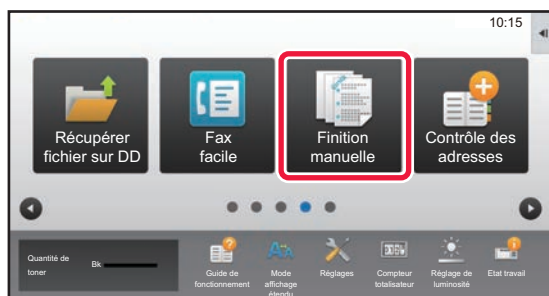 10:15
Récupérer
fichier sur DD
Fax
facile
Finition
manuelle
Contrôle des
adresses
Quantité de
toner
Bk
Guide de
fonctionnement
Mode
affichage
étendu
Réglages
Compteur
totalisateur
Réglage de
luminosité
Etat travail